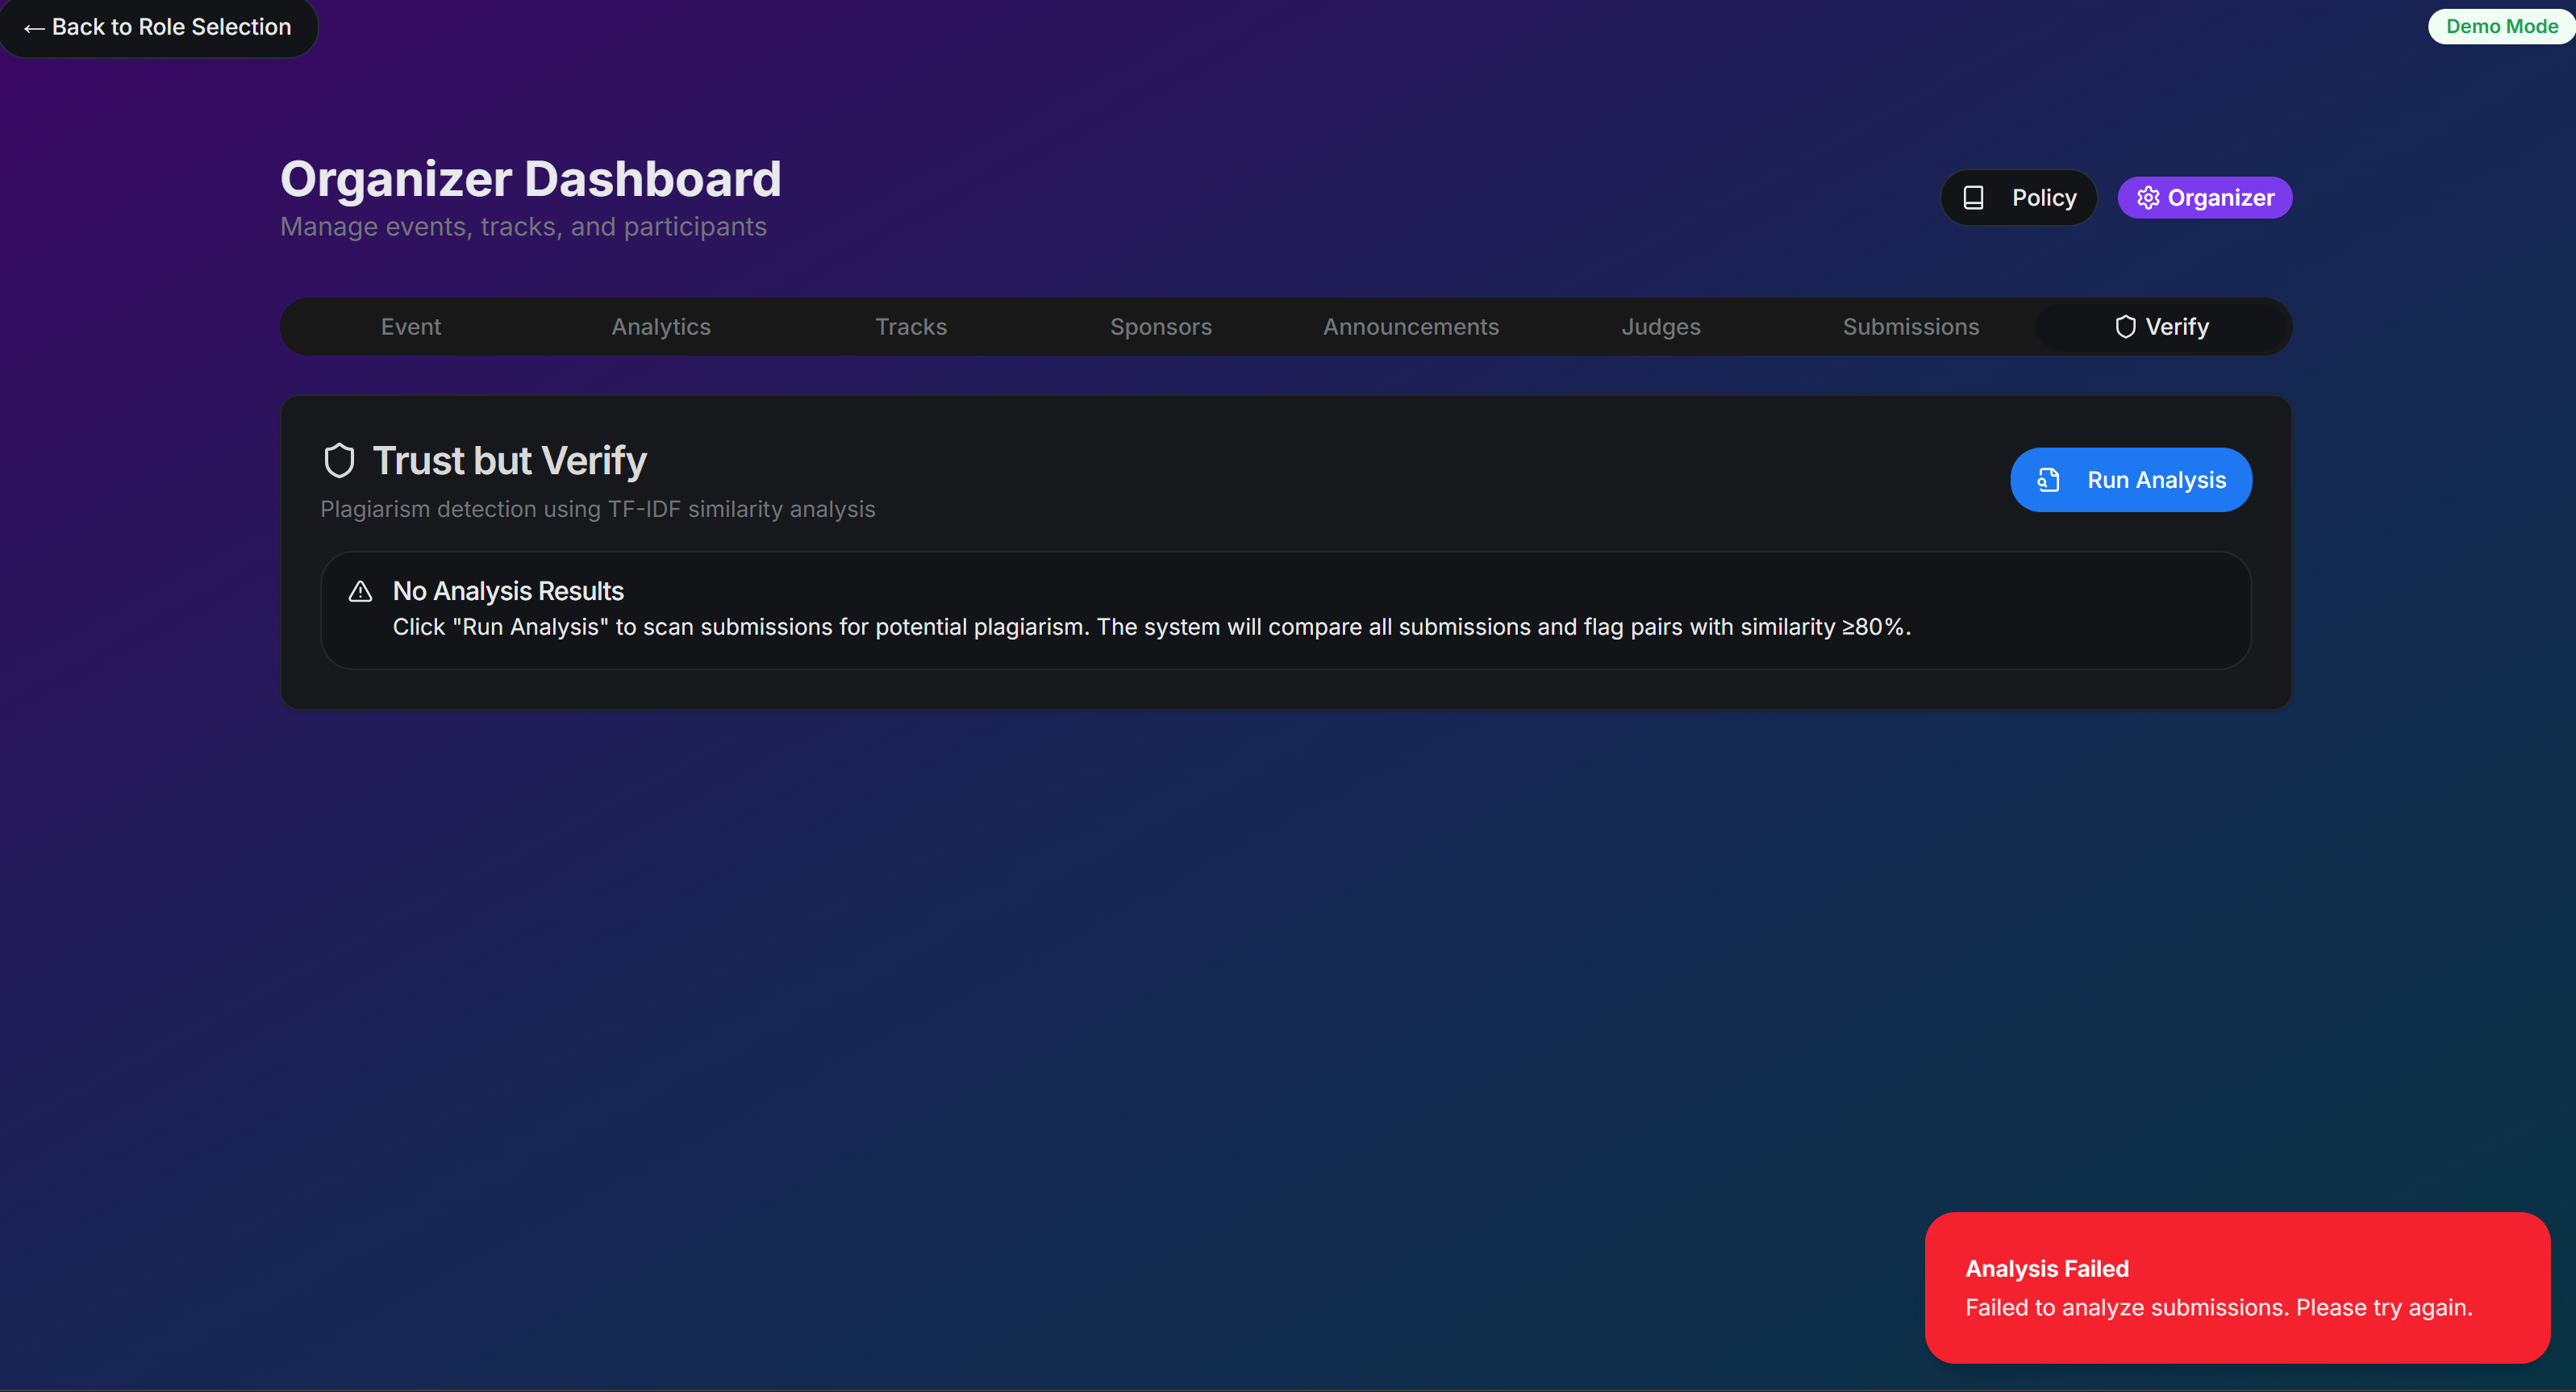 ← Back to Role Selection
Demo Mode
Organizer Dashboard
Manage events, tracks, and participants
Policy
Organizer
Event
Analytics
Tracks
Sponsors
Announcements
Judges
Submissions
Verify
Trust but Verify
Plagiarism detection using TF-IDF similarity analysis
Run Analysis
No Analysis Results
Click "Run Analysis" to scan submissions for potential plagiarism. The system will compare all submissions and flag pairs with similarity ≥80%.
Analysis Failed
Failed to analyze submissions. Please try again.